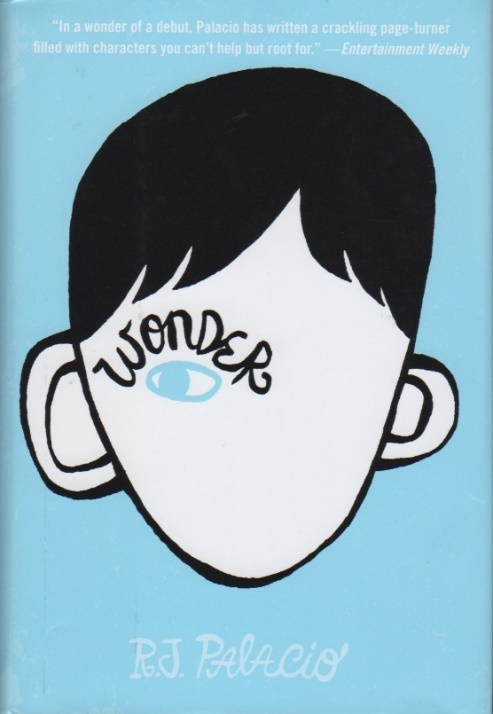 “In a wonder of a debut, Palacio has written a crackling page-turner
filled with characters you can’t help but root for.” —Entertainment Weekly
WONDER
R.J. PALACIO